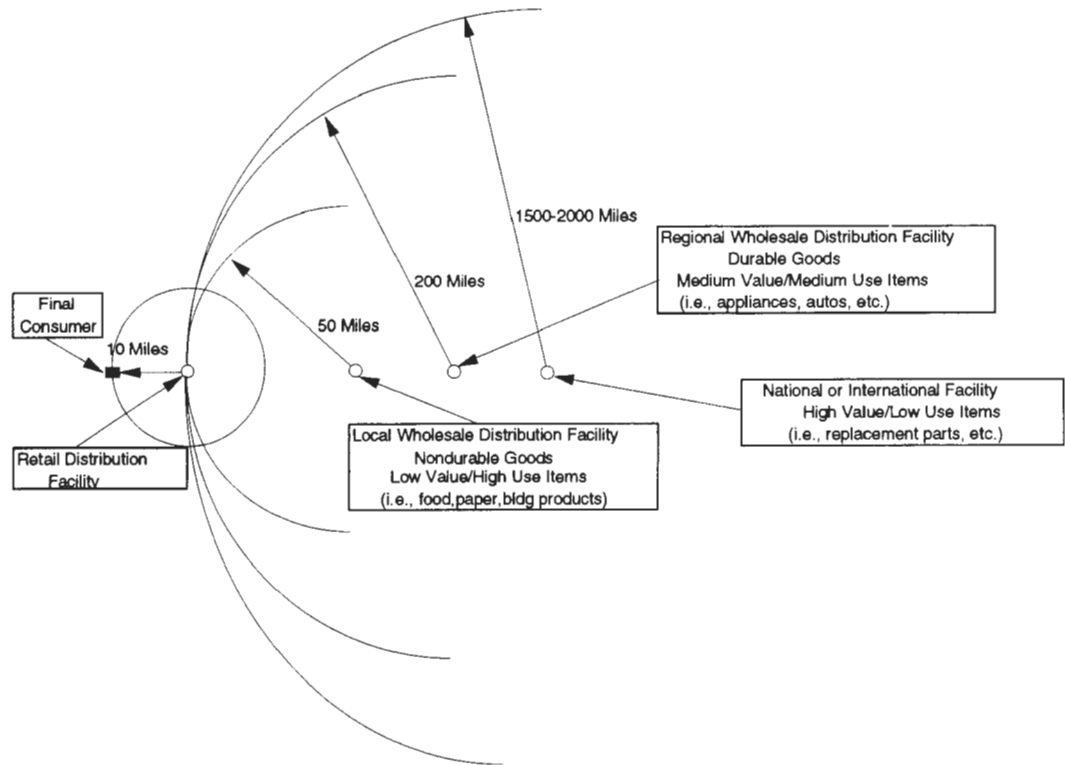 1500-2000 Miles
Regional Wholesale Distribution Facility
Durable Goods
Medium Value/Medium Use Items
(i.e., appliances, autos, etc.)
200 Miles
Final
Consumer
50 Miles
10 Miles
National or International Facility
High Value/Low Use Items
(i.e., replacement parts, etc.)
Local Wholesale Distribution Facility
Nondurable Goods
Low Value/High Use Items
(i.e., food,paper,bldg products)
Retail Distribution
Facility